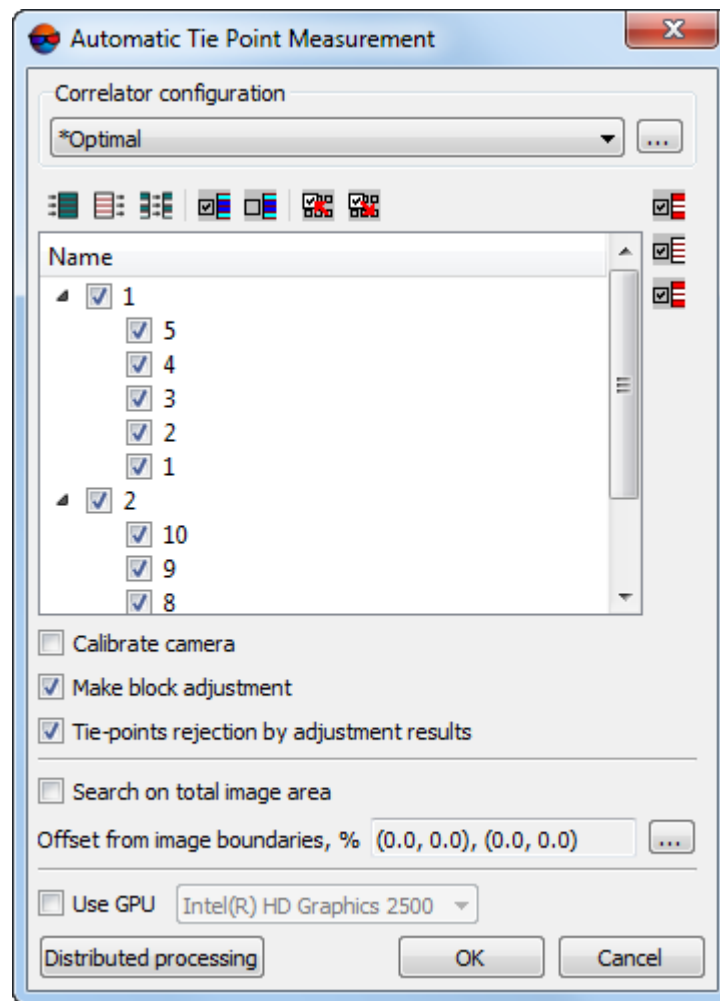 Automatic Tie Point Measurement
Correlator configuration
*Optimal
...
Name
1
5
4
3
2
1
2
10
9
8
Calibrate camera
Make block adjustment
Tie-points rejection by adjustment results
Search on total image area
Offset from image boundaries, % (0.0, 0.0), (0.0, 0.0) ...
Use GPU Intel(R) HD Graphics 2500
Distributed processing OK Cancel